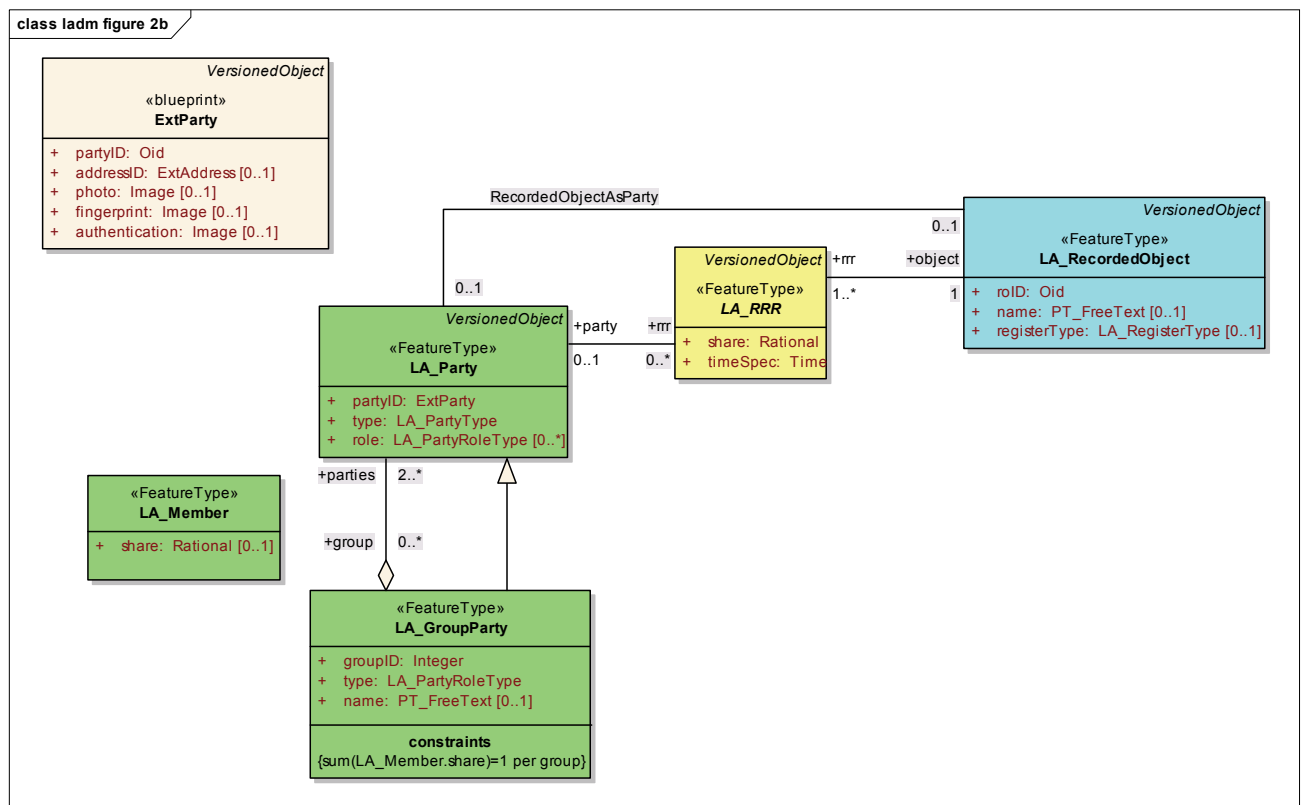 class ladm figure 2b
VersionedObject
«blueprint»
ExtParty
+ partyID: Oid
+ addressID: ExtAddress [0..1]
+ photo: Image [0..1]
+ fingerprint: Image [0..1]
+ authentication: Image [0..1]
RecordedObjectAsParty
0..1
0..1
VersionedObject
«FeatureType»
LA_RecordedObject
+ roID: Oid
+ name: PT_FreeText [0..1]
+ registerType: LA_RegisterType [0..1]
+rrr
+object
1..*
1
VersionedObject
«FeatureType»
LA_RRR
+ share: Rational
+ timeSpec: Time
+party
+rrr
0..1
0..*
VersionedObject
«FeatureType»
LA_Party
+ partyID: ExtParty
+ type: LA_PartyType
+ role: LA_PartyRoleType [0..*]
+parties
2..*
«FeatureType»
LA_Member
+ share: Rational [0..1]
+group
0..*
«FeatureType»
LA_GroupParty
+ groupID: Integer
+ type: LA_PartyRoleType
+ name: PT_FreeText [0..1]
constraints
{sum(LA_Member.share)=1 per group}